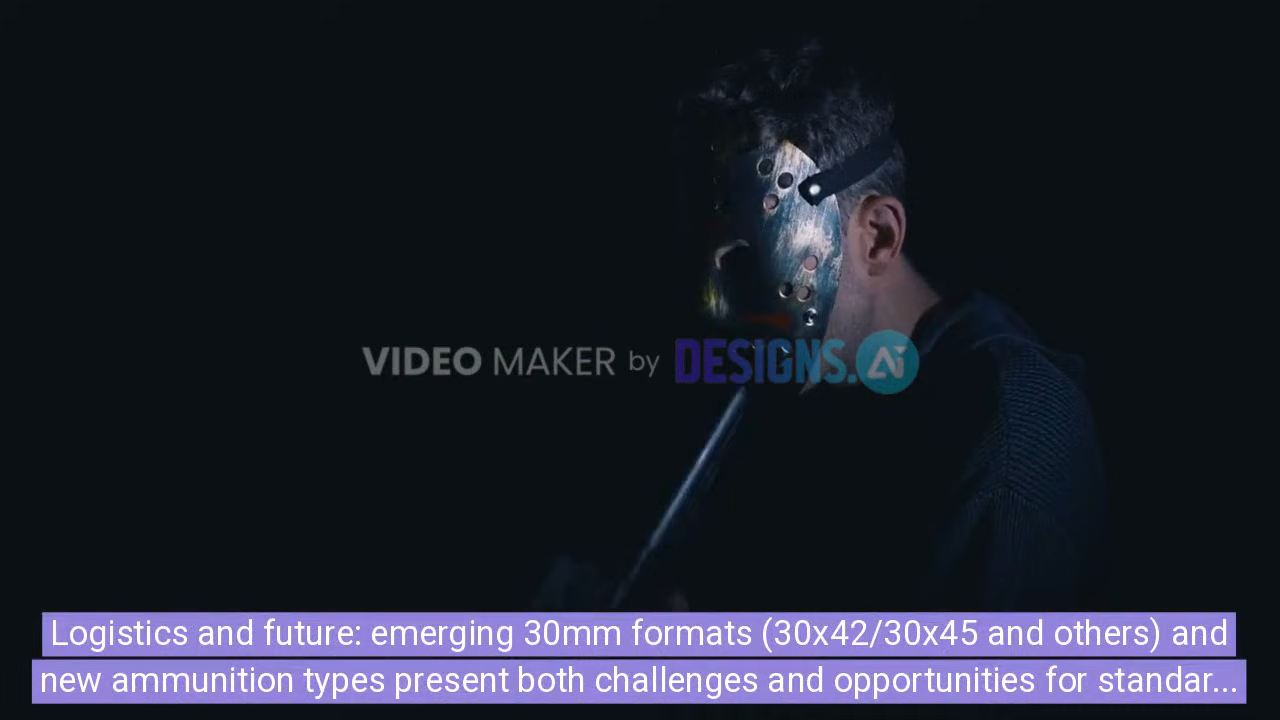 VIDEO MAKER by DESIGNS.Ai
Logistics and future: emerging 30mm formats (30x42/30x45 and others) and
new ammunition types present both challenges and opportunities for standar...